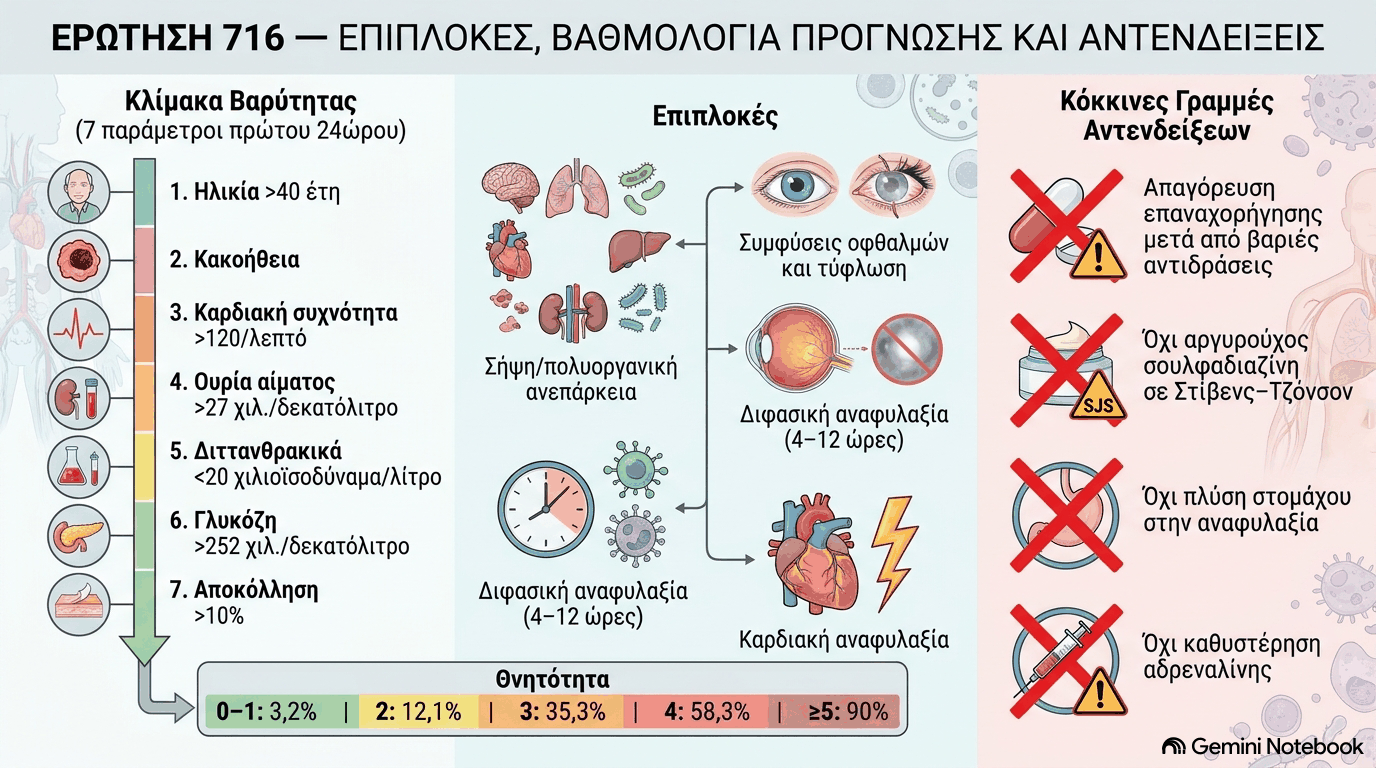 ΕΡΩΤΗΣΗ 716 — ΕΠΙΠΛΟΚΕΣ, ΒΑΘΜΟΛΟΓΙΑ ΠΡΟΓΝΩΣΗΣ ΚΑΙ ΑΝΤΕΝΔΕΙΞΕΙΣ
Κλίμακα Βαρύτητας
(7 παράμετροι πρώτου 24ώρου)
1. Ηλικία >40 έτη
2. Κακοήθεια
3. Καρδιακή συχνότητα
>120/λεπτό
4. Ουρία αίματος
>27 χιλ./δεκατόλιτρο
5. Διττανθρακικά
<20 χιλιοϊσοδύναμα/λίτρο
6. Γλυκόζη
>252 χιλ./δεκατόλιτρο
7. Αποκόλληση
>10%
Θνητότητα
0–1: 3,2% | 2: 12,1% | 3: 35,3% | 4: 58,3% | ≥5: 90%
Επιπλοκές
Σήψη/πολυοργανική
ανεπάρκεια
Διφασική αναφυλαξία
(4–12 ώρες)
Συμφύσεις οφθαλμών
και τύφλωση
Διφασική αναφυλαξία
(4–12 ώρες)
Καρδιακή αναφυλαξία
Κόκκινες Γραμμές
Αντενδείξεων
Απαγόρευση
επαναχορήγησης
μετά από βαριές
αντιδράσεις
Όχι αργυρούχος
σουλφαδιαζίνη
σε Στίβενς–Τζόνσον
SJS
Όχι πλύση στομάχου
στην αναφυλαξία
Όχι καθυστέρηση
αδρεναλίνης
Gemini Notebook